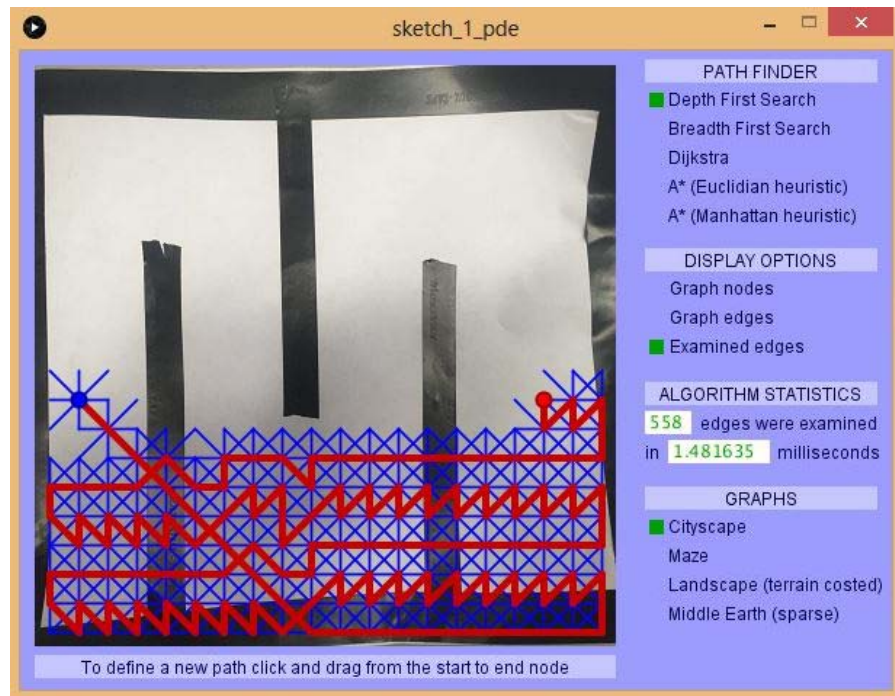 sketch_1_pde
PATH FINDER
Depth First Search
Breadth First Search
Dijkstra
A* (Euclidian heuristic)
A* (Manhattan heuristic)
DISPLAY OPTIONS
Graph nodes
Graph edges
Examined edges
ALGORITHM STATISTICS
558 edges were examined
in 1.481635 milliseconds
GRAPHS
Cityscape
Maze
Landscape (terrain costed)
Middle Earth (sparse)
To define a new path click and drag from the start to end node